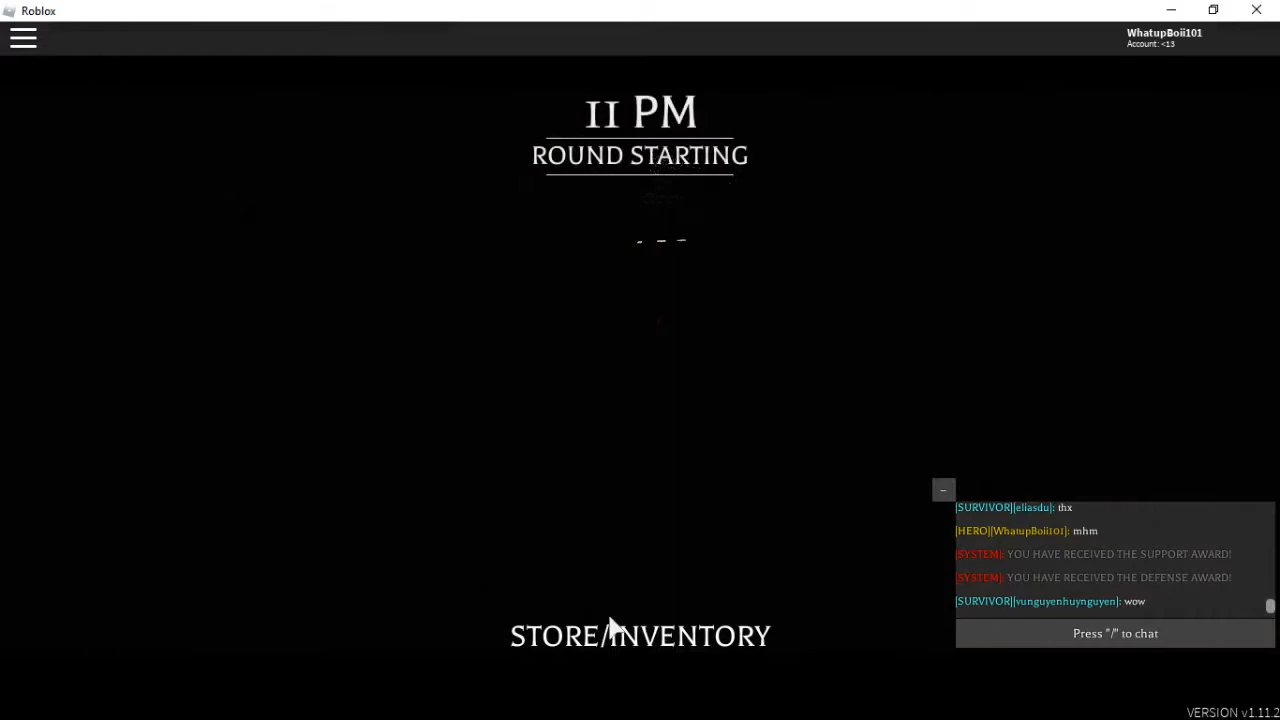 Roblox
WhatupBoii101
Account: <13
11 PM
ROUND STARTING
[SURVIVOR][eliasdu]: thx
[HERO][WhatupBoii101]: mhm
[SYSTEM]: YOU HAVE RECEIVED THE SUPPORT AWARD!
[SYSTEM]: YOU HAVE RECEIVED THE DEFENSE AWARD!
[SURVIVOR][vunguyenhuynguyen]: wow
Press "/" to chat
STORE/INVENTORY
VERSION v1.11.2